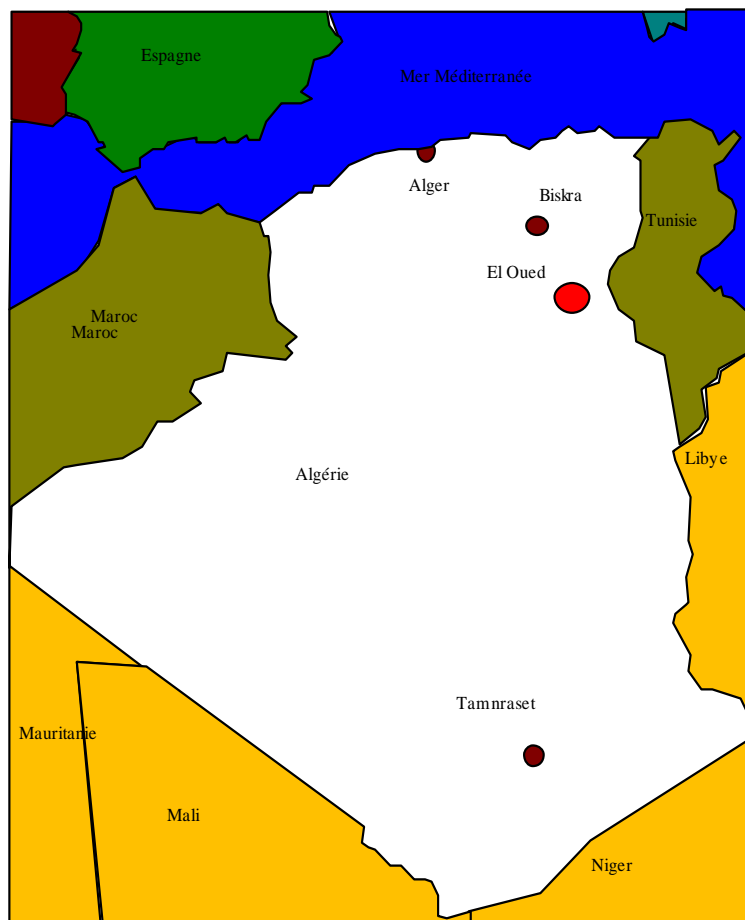 Espagne
Mer Méditerranée
Alger
Biskra
Tunisie
El Oued
Maroc
Maroc
Libye
Algérie
Tamnraset
Mauritanie
Mali
Niger